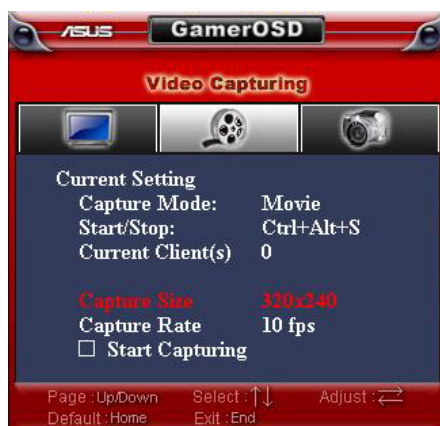 ASUS GamerOSD
Video Capturing
Current Setting
Capture Mode: Movie
Start/Stop: Ctrl+Alt+S
Current Client(s) 0
Capture Size 320x240
Capture Rate 10 fps
☐ Start Capturing
Page : Up/Down Select : ↑↓ Adjust : ⇄
Default : Home Exit : End